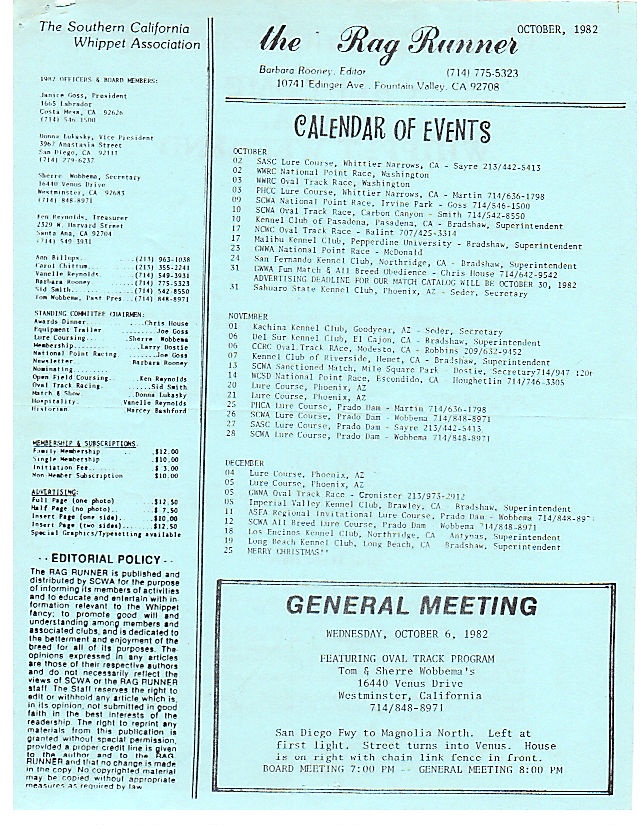 The Southern California
Whippet Association
1982 OFFICERS & BOARD MEMBERS:
Janice Goss, President
1665 Labrador
Costa Mesa, CA 92626
(714) 546-1500
Donna Lukasky, Vice President
3967 Anastasia Street
San Diego, CA 92111
(714) 279-6237
Sherre Wobbema, Secretary
16440 Venus Drive
Westminster, CA 92683
(714) 848-8971
Ken Reynolds, Treasurer
2329 W. Harvard Street
Santa Ana, CA 92704
(714) 549-3931
Ann Billups.....(213) 963-1038
Carol Chittum....(213) 355-2241
Vanelle Reynolds.(714) 549-3931
Barbara Rooney...(714) 775-5323
Sid Smith........(714) 542-8550
Tom Wobbema, Past Pres..(714) 848-8971
STANDING COMMITTEE CHAIRMEN:
Awards Dinner.....Chris House
Equipment Trailer......Joe Goss
Lure Coursing...Sherre Wobbema
Membership......Larry Dostie
National Point Racing....Joe Goss
Newsletter.......Barbara Rooney
Nominating........
Open Field Coursing..Ken Reynolds
Oval Track Racing.....Sid Smith
Match & Show......Donna Lukasky
Hospitality....Vanelle Reynolds
Historian.......Marcey Bashford
MEMBERSHIP & SUBSCRIPTIONS:
Family Membership......$12.00
Single Membership......$10.00
Initiation Fee.........$ 3.00
Non-Member Subscription $10.00
ADVERTISING:
Full Page (one photo)....$12.50
Half Page (no photo)....$ 7.50
Insert Page (one side)...$10.00
Insert Page (two sides)..$12.50
Special Graphics/Typesetting available
-- EDITORIAL POLICY --
The RAG RUNNER is published and
distributed by SCWA for the purpose
of informing its members of activities
and to educate and entertain with in-
formation relevant to the Whippet
fancy; to promote good will and
understanding among members and
associated clubs, and is dedicated to
the betterment and enjoyment of the
breed for all of its purposes. The
opinions expressed in any articles
are those of their respective authors
and do not necessarily reflect the
views of SCWA or the RAG RUNNER
staff. The Staff reserves the right to
edit or withhold any article which is,
in its opinion, not submitted in good
faith in the best interests of the
readership. The right to reprint any
materials from this publication is
granted without special permission,
provided a proper credit line is given
to the author and to the RAG
RUNNER and that no change is made
in the copy. No copyrighted material
may be copied without appropriate
measures as required by law.
OCTOBER, 1982
the Rag Runner
Barbara Rooney, Editor (714) 775-5323
10741 Edinger Ave., Fountain Valley, CA 92708
CALENDAR OF EVENTS
OCTOBER
02 SASC Lure Course, Whittier Narrows, CA - Sayre 213/442-5413
02 WWRC National Point Race, Washington
03 WWRC Oval Track Race, Washington
03 PHCC Lure Course, Whittier Narrows, CA - Martin 714/636-1798
09 SCWA National Point Race, Irvine Park - Goss 714/546-1500
10 SCWA Oval Track Race, Carbon Canyon - Smith 714/542-8550
10 Kennel Club of Pasadena, Pasadena, CA - Bradshaw, Superintendent
17 NCWC Oval Track Race - Balint 707/425-3314
17 Malibu Kennel Club, Pepperdine University - Bradshaw, Superintendent
23 GWWA National Point Race - McDonald
24 San Fernando Kennel Club, Northridge, CA - Bradshaw, Superintendent
31 GWWA Fun Match & All Breed Obedience - Chris House 714/642-9542
ADVERTISING DEADLINE FOR OUR MATCH CATALOG WILL BE OCTOBER 30, 1982
31 Sahuaro State Kennel Club, Phoenix, AZ - Seder, Secretary
NOVEMBER
01 Kachina Kennel Club, Goodyear, AZ - Seder, Secretary
06 Del Sur Kennel Club, El Cajon, CA - Bradshaw, Superintendent
06 CCRC Oval Track Race, Modesto, CA - Robbins 209/632-9452
07 Kennel Club of Riverside, Hemet, CA - Bradshaw, Superintendent
13 SCWA Sanctioned Match, Mile Square Park - Dostie, Secretary
14 WCSD National Point Race, Escondido, CA Houghetlin 714/746-3305
20 Lure Course, Phoenix, AZ
21 Lure Course, Phoenix, AZ
25 PHCA Lure Course, Prado Dam - Martin 714/636-1798
26 SCWA Lure Course, Prado Dam - Wobbema 714/848-8971
27 SASC Lure Course, Prado Dam - Sayre 213/442-5413
28 SCWA Lure Course, Prado Dam - Wobbema 714/848-8971
DECEMBER
04 Lure Course, Phoenix, AZ
05 Lure Course, Phoenix, AZ
05 GWWA Oval Track Race - Cronister 213/973-2912
05 Imperial Valley Kennel Club, Brawley, CA - Bradshaw, Superintendent
11 ASFA Regional Invitational Lure Course, Prado Dam - Wobbema
12 SCWA All Breed Lure Course, Prado Dam - Wobbema 714/848-8971
18 Los Encinos Kennel Club, Northridge, CA - Antypas, Superintendent
19 Long Beach Kennel Club, Long Beach, CA - Bradshaw, Superintendent
25 MERRY CHRISTMAS!!
GENERAL MEETING
WEDNESDAY, OCTOBER 6, 1982
FEATURING OVAL TRACK PROGRAM
Tom & Sherre Wobbema's
16440 Venus Drive
Westminster, California
714/848-8971
San Diego Fwy to Magnolia North. Left at
first light. Street turns into Venus. House
is on right with chain link fence in front.
BOARD MEETING 7:00 PM -- GENERAL MEETING 8:00 PM